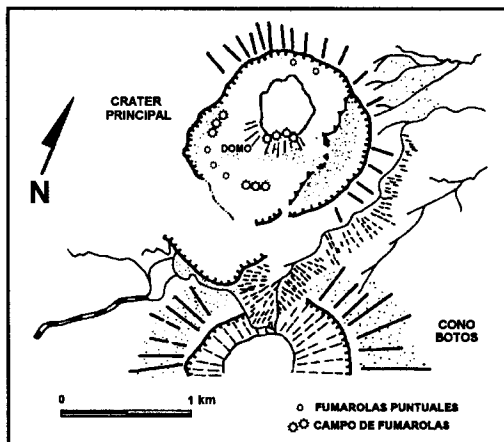 CRATER
PRINCIPAL
DOMO
N
CONO
BOTOS
0 1 km
FUMAROLAS PUNTUALES
CAMPO DE FUMAROLAS